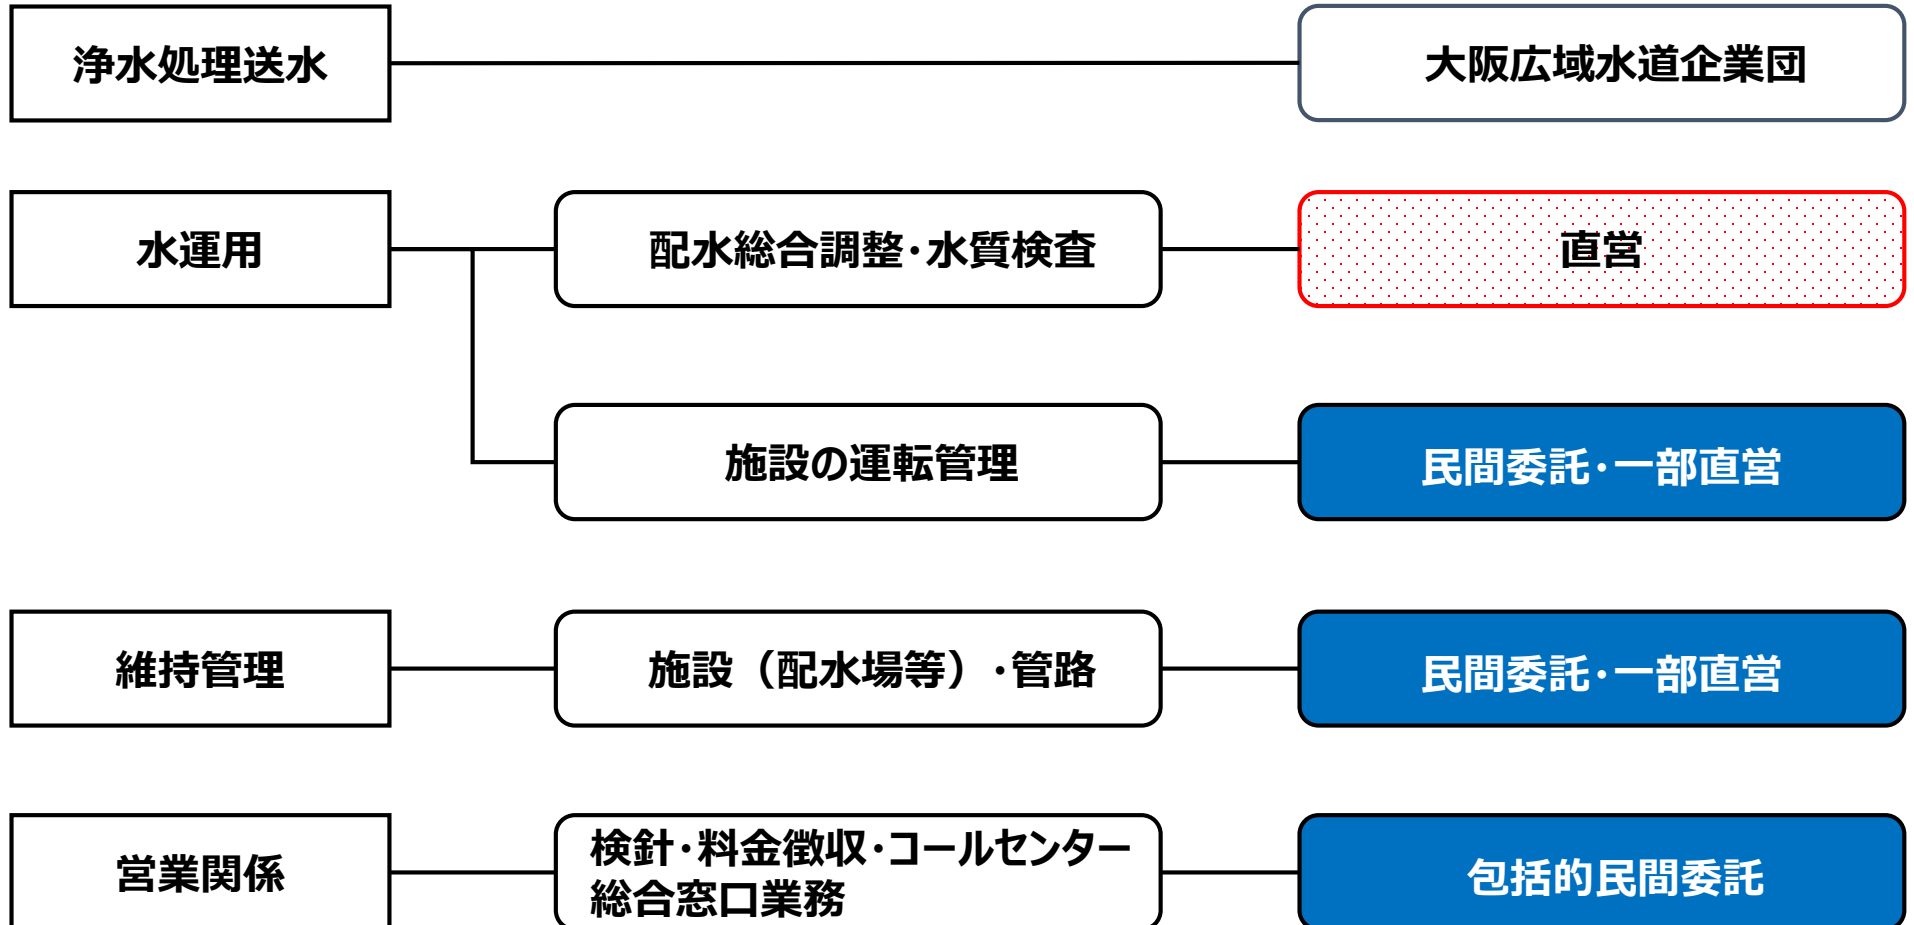 浄水処理送水
大阪広域水道企業団
水運用
配水総合調整・水質検査
直営
施設の運転管理
民間委託・一部直営
維持管理
施設（配水場等）・管路
民間委託・一部直営
営業関係
検針・料金徴収・コールセンター
総合窓口業務
包括的民間委託